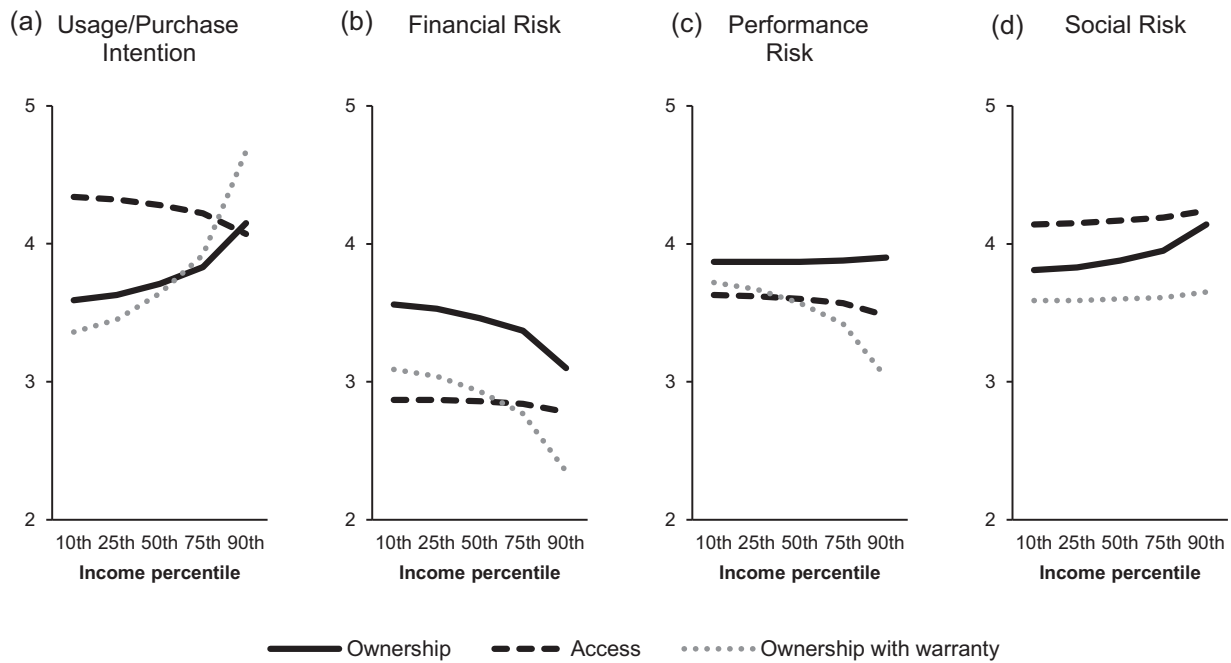 (a) Usage/Purchase
Intention
5
4
3
2
10th 25th 50th 75th 90th
Income percentile
(b) Financial Risk
5
4
3
2
10th 25th 50th 75th 90th
Income percentile
(c) Performance
Risk
5
4
3
2
10th 25th 50th 75th 90th
Income percentile
(d) Social Risk
5
4
3
2
10th 25th 50th 75th 90th
Income percentile
Ownership Access Ownership with warranty